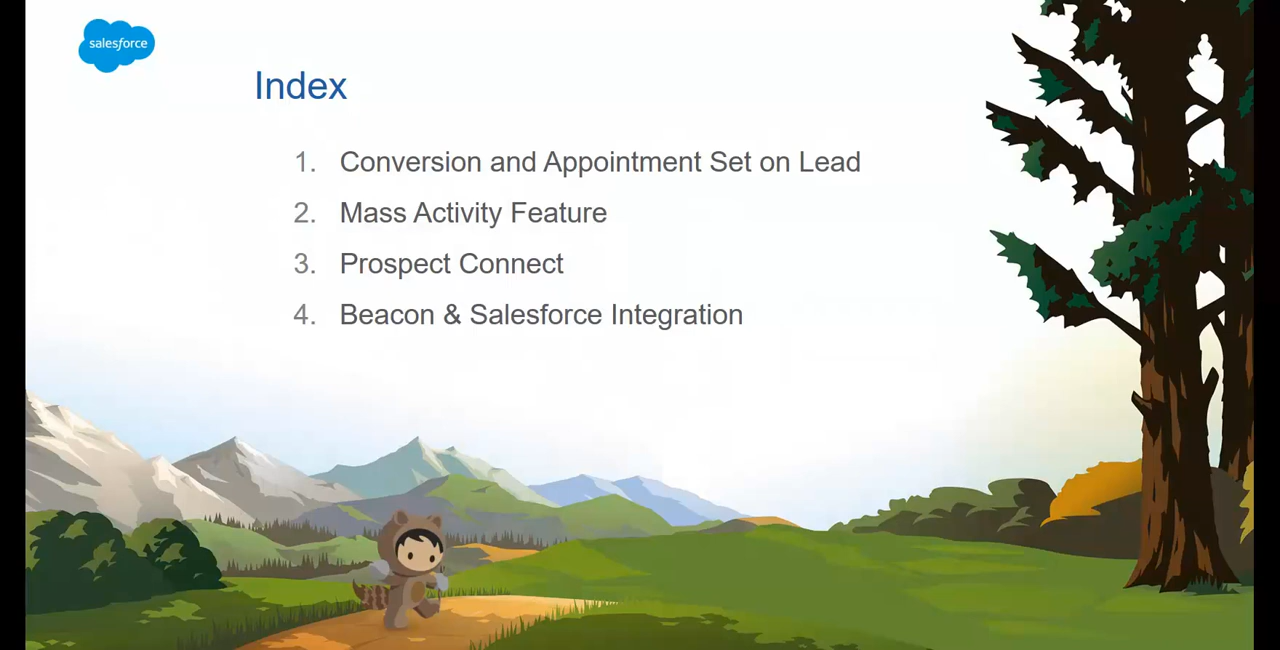 salesforce
Index
1. Conversion and Appointment Set on Lead
2. Mass Activity Feature
3. Prospect Connect
4. Beacon & Salesforce Integration